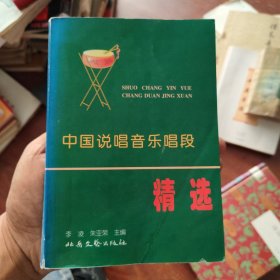 SHUO CHANG YIN YUE
CHANG DUAN JING XUAN
中国说唱音乐唱段
精选
李凌 朱亚荣 主编
北岳文艺出版社